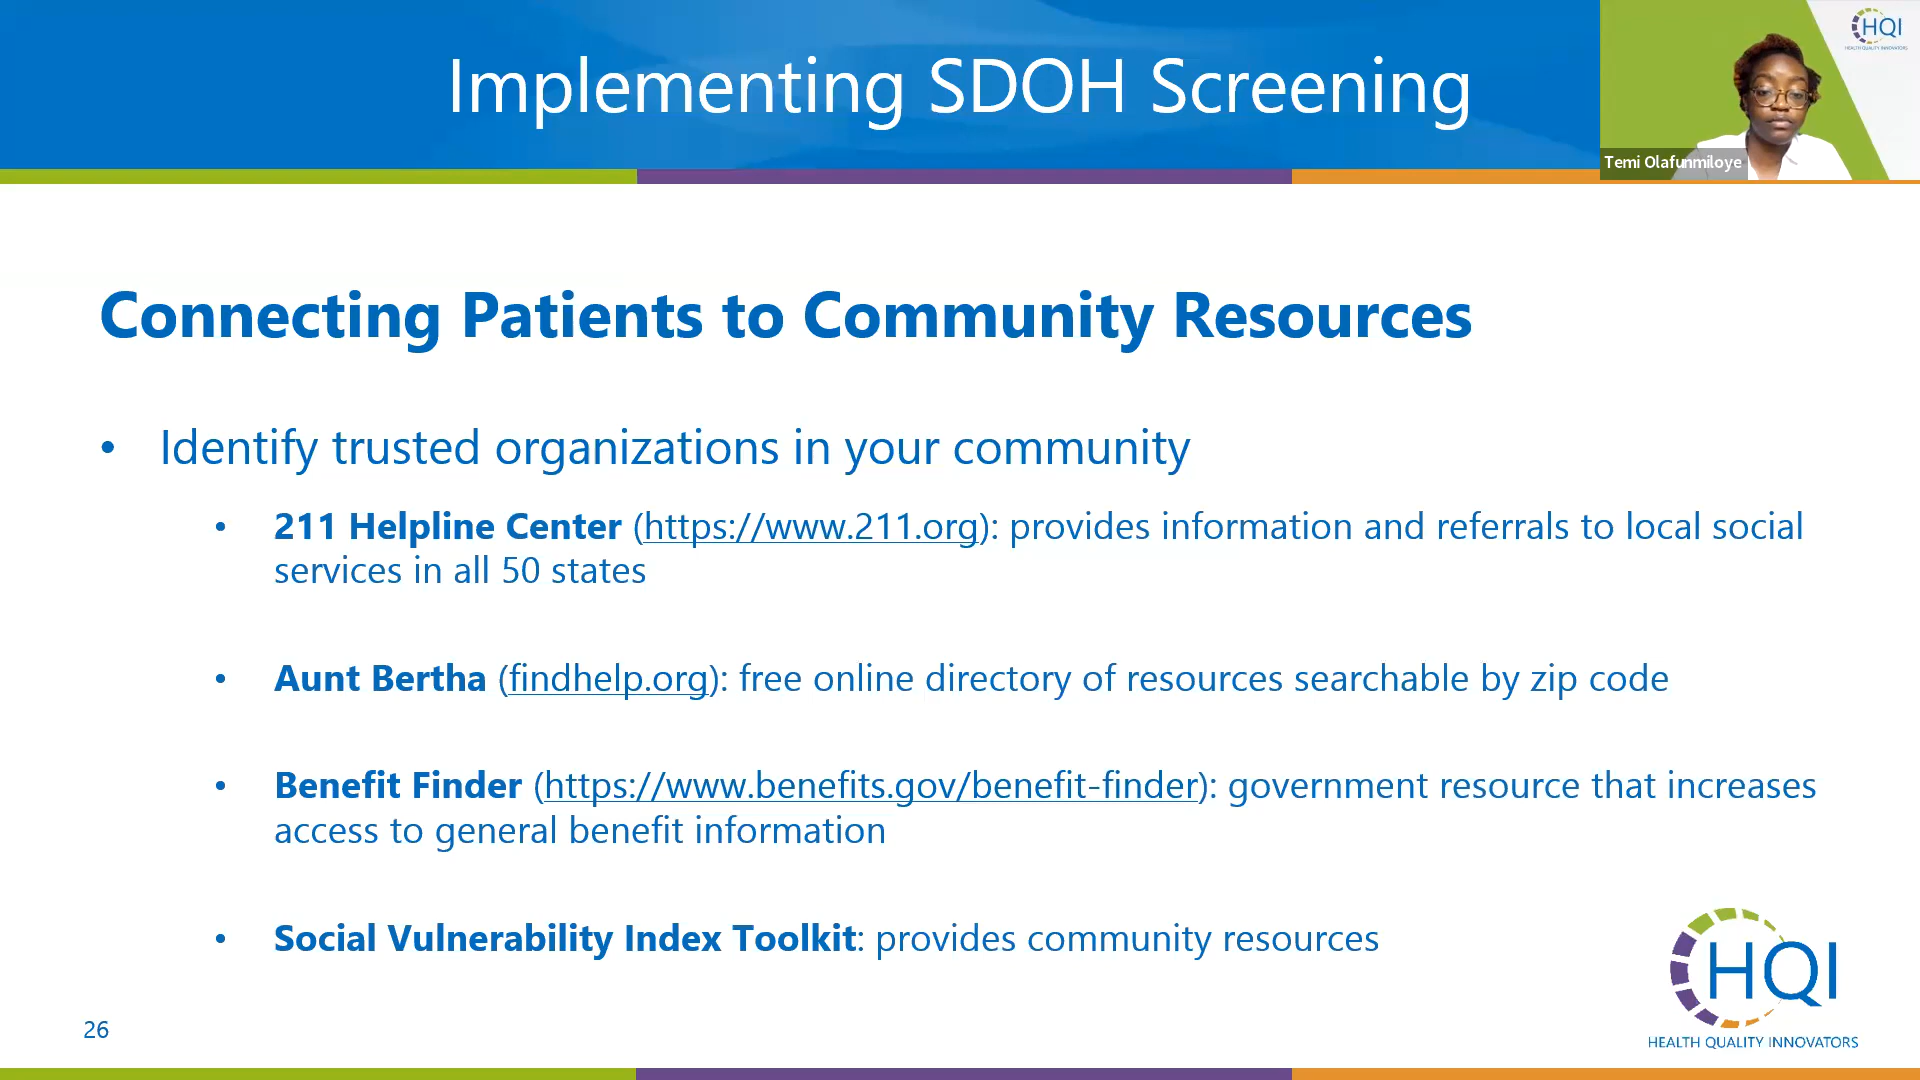 Implementing SDOH Screening
HQI
HEALTH QUALITY INNOVATORS
Temi Olafunmiloye
Connecting Patients to Community Resources
• Identify trusted organizations in your community
• 211 Helpline Center (https://www.211.org): provides information and referrals to local social
services in all 50 states
• Aunt Bertha (findhelp.org): free online directory of resources searchable by zip code
• Benefit Finder (https://www.benefits.gov/benefit-finder): government resource that increases
access to general benefit information
• Social Vulnerability Index Toolkit: provides community resources
HQI
HEALTH QUALITY INNOVATORS
26